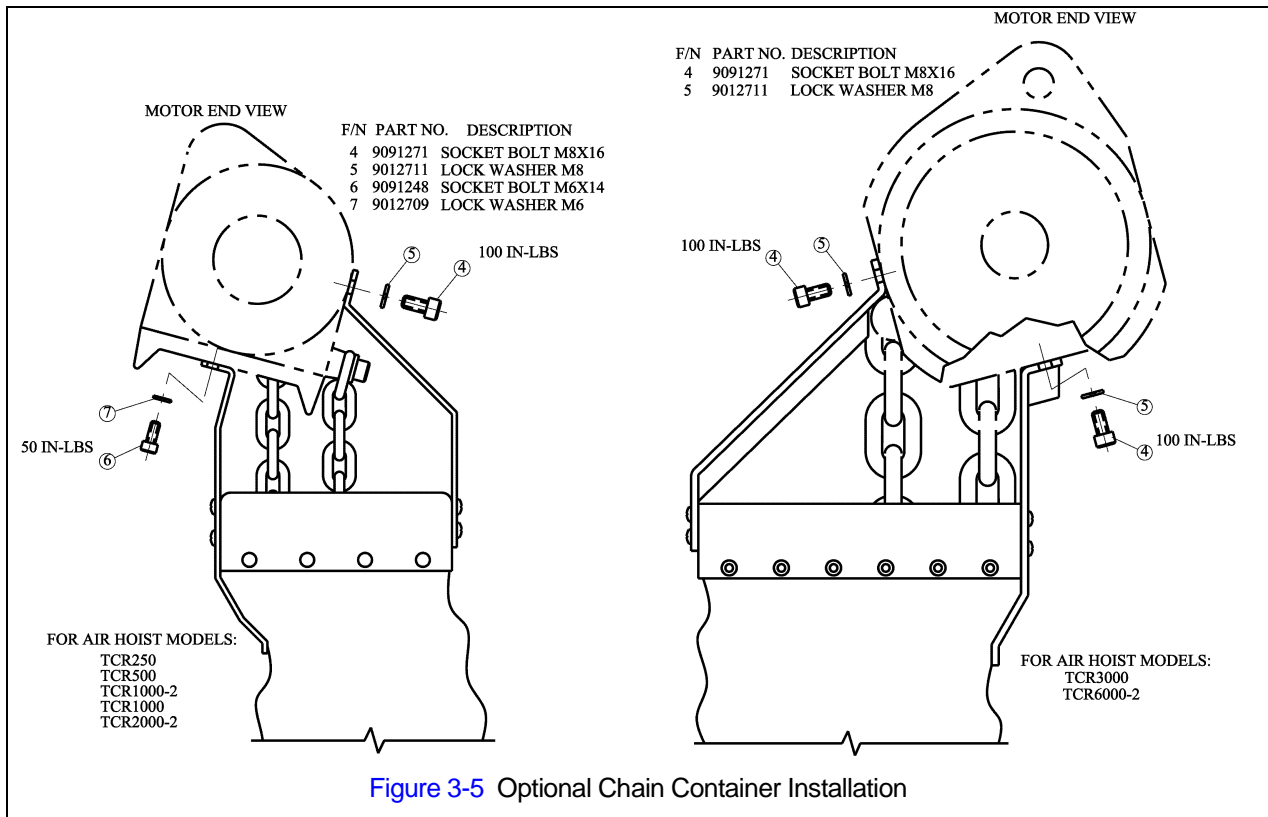 MOTOR END VIEW
F/N PART NO. DESCRIPTION
4 9091271 SOCKET BOLT M8X16
5 9012711 LOCK WASHER M8
6 9091248 SOCKET BOLT M6X14
7 9012709 LOCK WASHER M6
5
4
100 IN-LBS
7
50 IN-LBS
6
FOR AIR HOIST MODELS:
TCR250
TCR500
TCR1000-2
TCR1000
TCR2000-2
MOTOR END VIEW
F/N PART NO. DESCRIPTION
4 9091271 SOCKET BOLT M8X16
5 9012711 LOCK WASHER M8
100 IN-LBS
4
5
5
4
100 IN-LBS
FOR AIR HOIST MODELS:
TCR3000
TCR6000-2
Figure 3-5 Optional Chain Container Installation